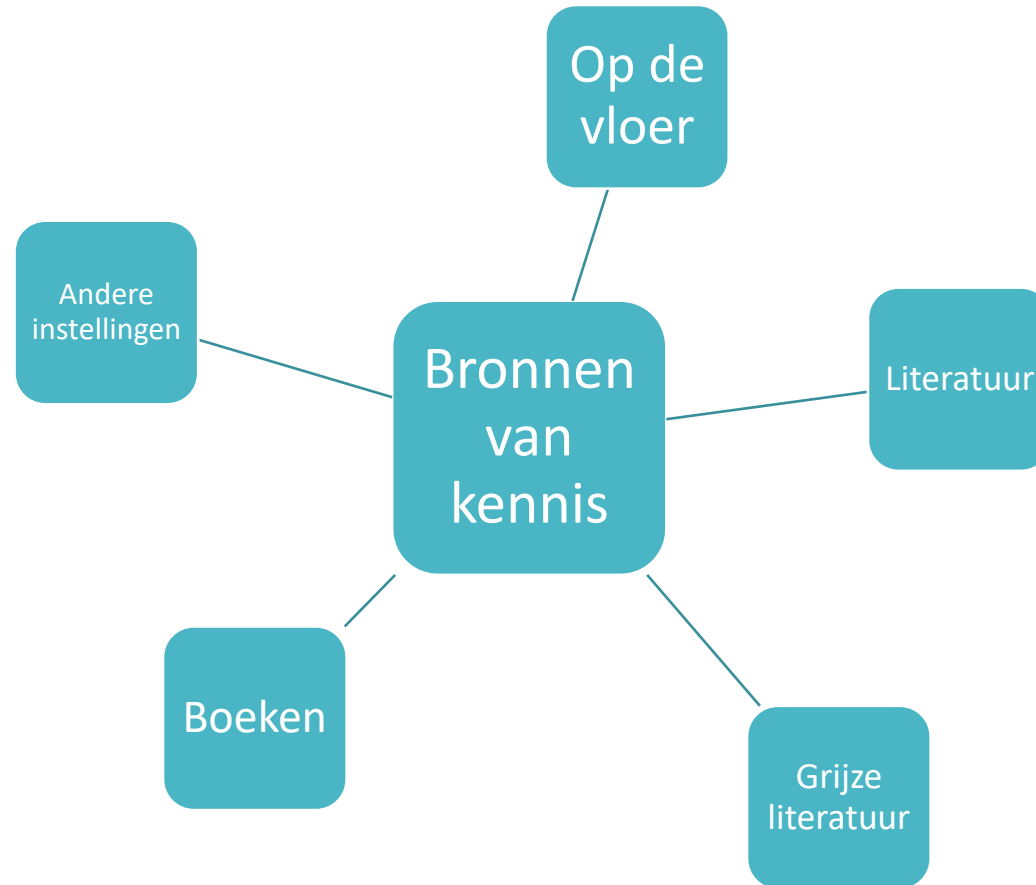 Op de
vloer
Andere
instellingen
Bronnen
van
kennis
Literatuur
Boeken
Grijze
literatuur